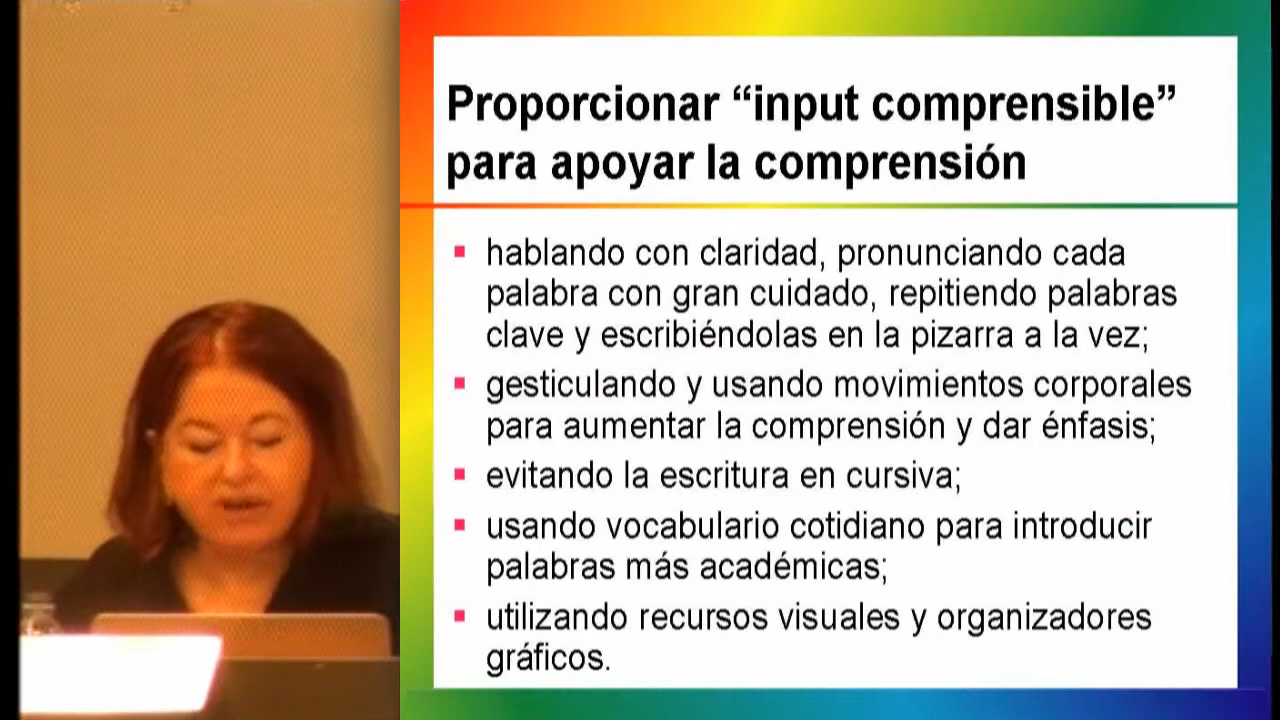 Proporcionar “input comprensible”
para apoyar la comprensión
▪ hablando con claridad, pronunciando cada
palabra con gran cuidado, repitiendo palabras
clave y escribiéndolas en la pizarra a la vez;
▪ gesticulando y usando movimientos corporales
para aumentar la comprensión y dar énfasis;
▪ evitando la escritura en cursiva;
▪ usando vocabulario cotidiano para introducir
palabras más académicas;
▪ utilizando recursos visuales y organizadores
gráficos.